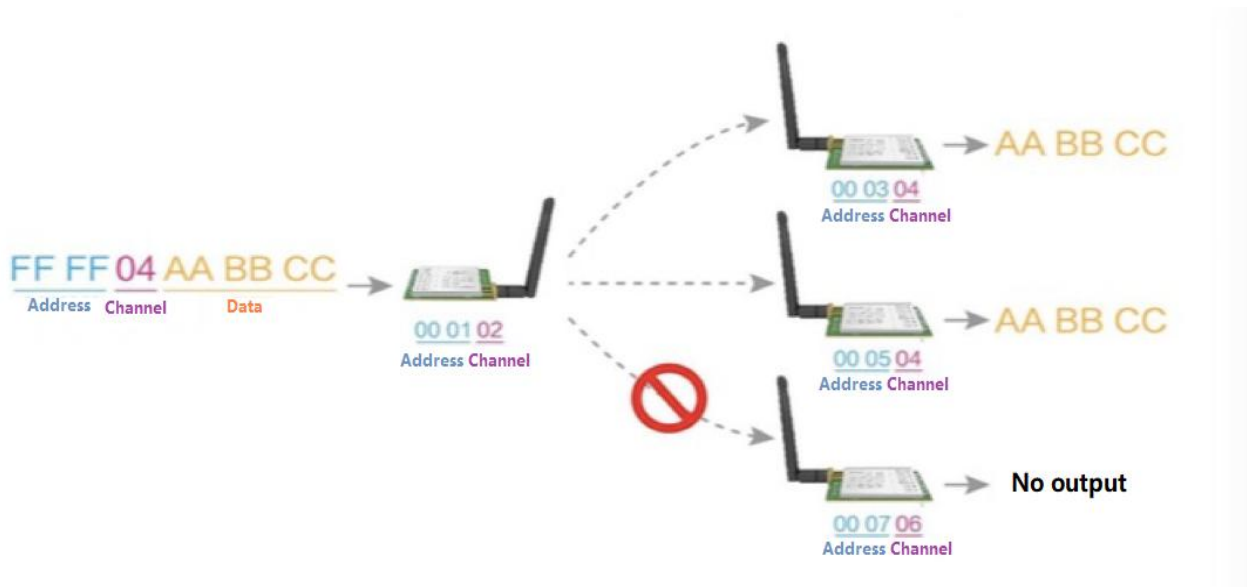 FF FF 04 AA BB CC
Address Channel Data
00 01 02
Address Channel
AA BB CC
00 03 04
Address Channel
AA BB CC
00 05 04
Address Channel
No output
00 07 06
Address Channel